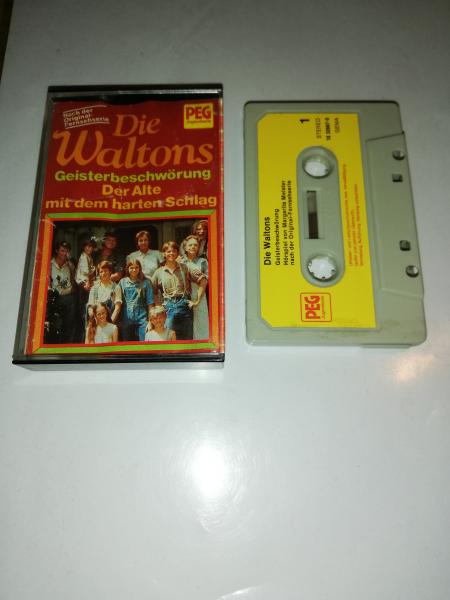 Nach der
Original-
Fernsehserie
PEG
Die
Waltons
Geisterbeschwörung
Der Alte
mit dem harten Schlag
1
STEREO
GEMA
Die Waltons
Geisterbeschwörung
Hörspiel von Margarita Meister
nach der Original-Fernsehserie
PEG